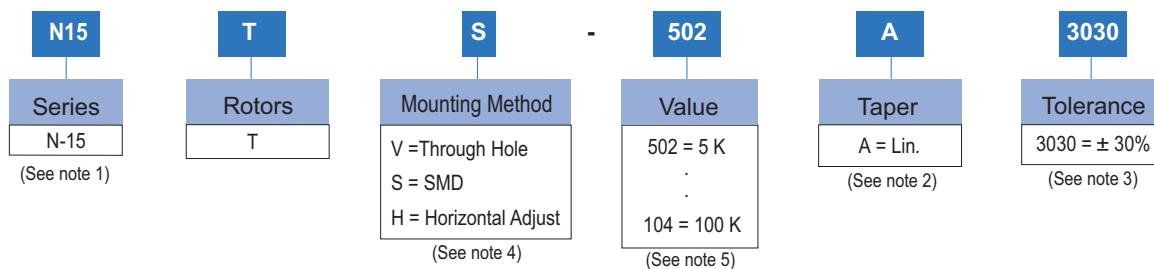 N15 T S - 502 A 3030
Series Rotors Mounting Method Value Taper Tolerance
N-15 T V =Through Hole 502 = 5 K A = Lin. 3030 = ± 30%
(See note 1) S = SMD . (See note 2) (See note 3)
.
H = Horizontal Adjust 104 = 100 K
(See note 4) (See note 5)